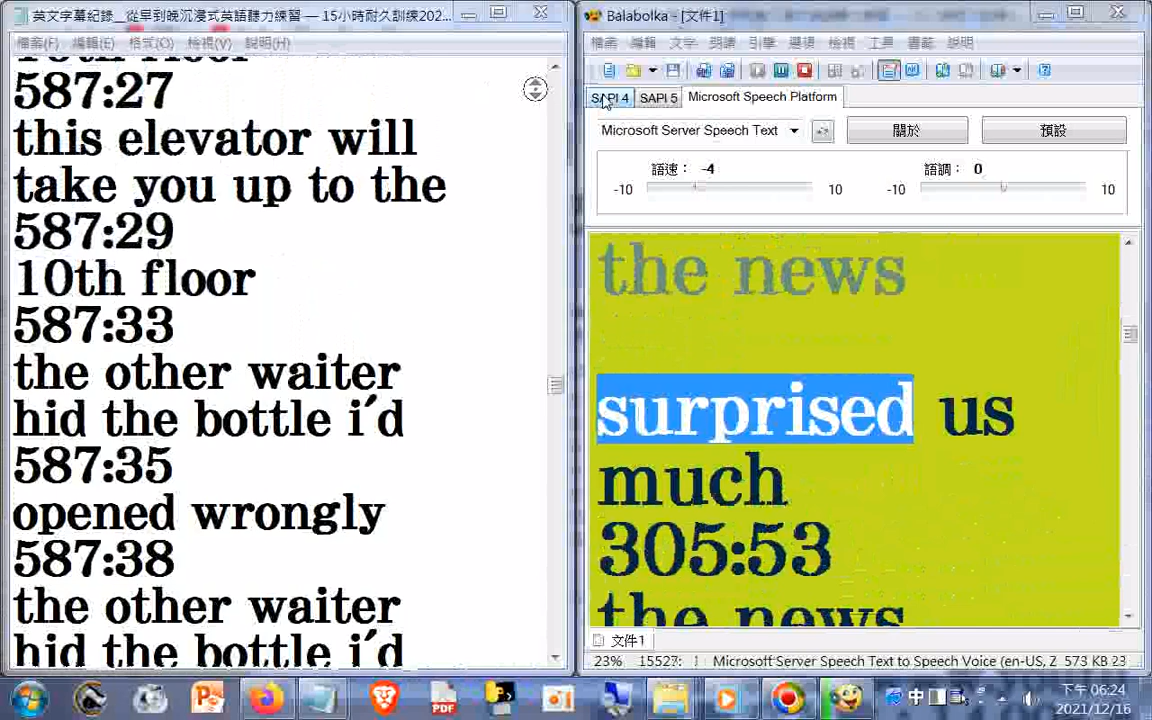 英文字幕紀錄__從早到晚沉浸式英語聽力練習 — 15小時耐久訓練202...
檔案(F) 編輯(E) 格式(O) 檢視(V) 說明(H)
10th floor
587:27
this elevator will
take you up to the
587:29
10th floor
587:33
the other waiter
hid the bottle i'd
587:35
opened wrongly
587:38
the other waiter
hid the bottle i'd
Balabolka - [文件1]
檔案 編輯 文字 朗讀 引擎 選項 檢視 工具 書籤 說明
SAPI 4 SAPI 5 Microsoft Speech Platform
Microsoft Server Speech Text
關於
預設
語速： -4
語調： 0
-10 10 -10 10
the news
surprised us
much
305:53
the news
文件1
23% 15527: 1 Microsoft Server Speech Text to Speech Voice (en-US, Z 573 KB 23
中
下午 06:24
2021/12/16